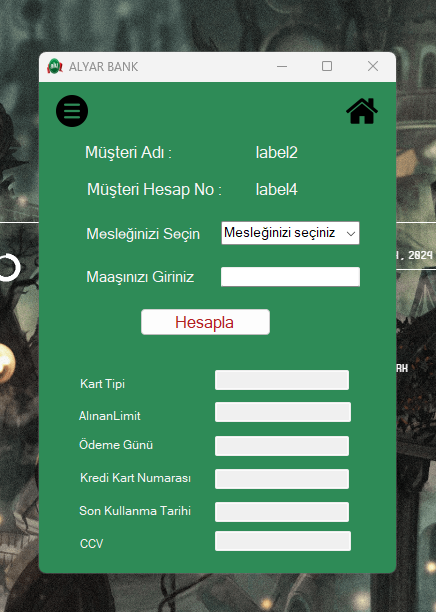 ALYAR BANK
Müşteri Adı : label2
Müşteri Hesap No : label4
Mesleğinizi Seçin Mesleğinizi seçiniz
, 2024
Maaşınızı Giriniz
Hesapla
Kart Tipi
AlınanLimit
Ödeme Günü
Kredi Kart Numarası
Son Kullanma Tarihi
CCV